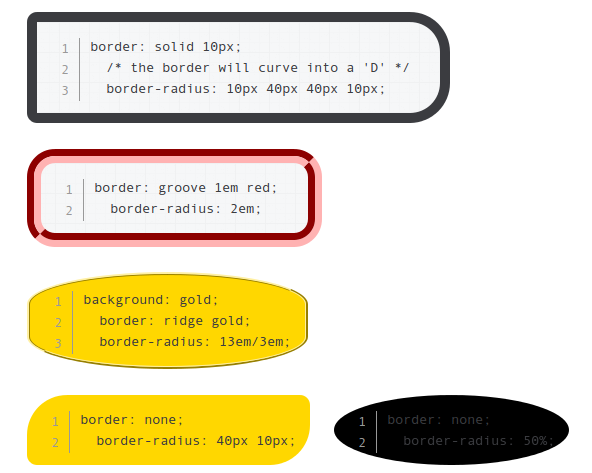 1 border: solid 10px;
2 /* the border will curve into a 'D' */
3 border-radius: 10px 40px 40px 10px;
1 border: groove 1em red;
2 border-radius: 2em;
1 background: gold;
2 border: ridge gold;
3 border-radius: 13em/3em;
1 border: none;
2 border-radius: 40px 10px;
1 border: none;
2 border-radius: 50%;